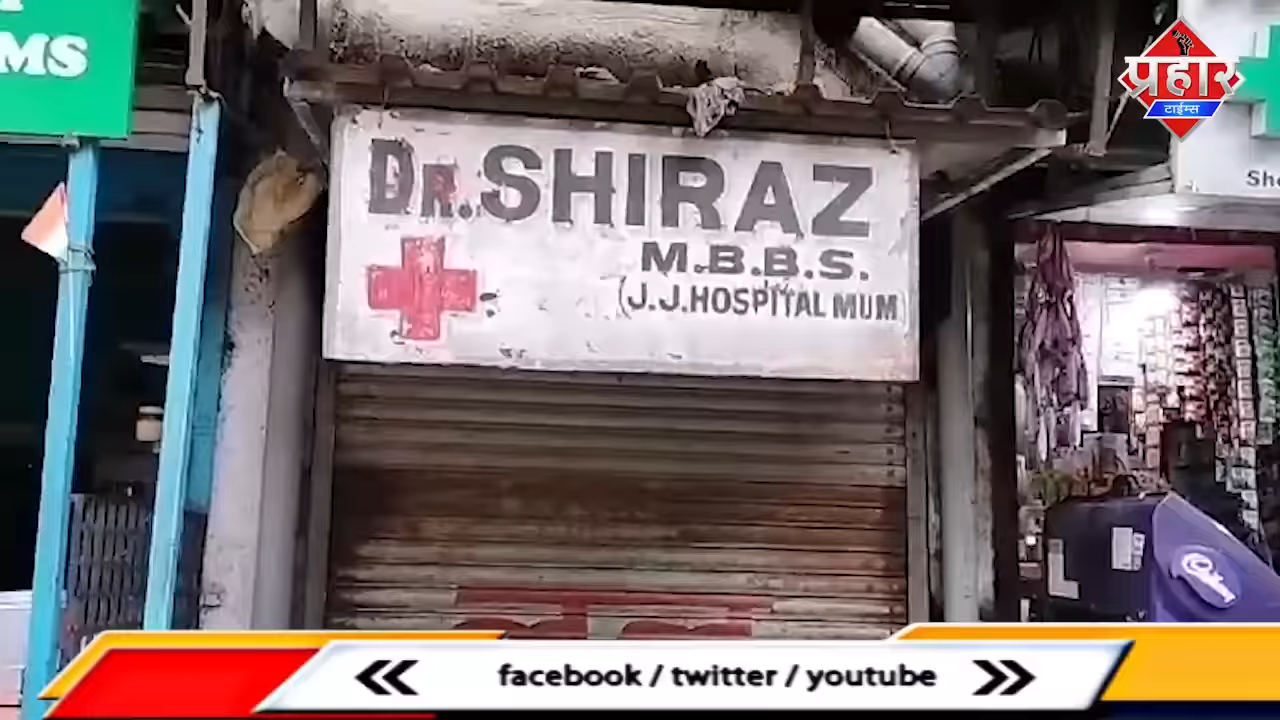 MS
प्रहार
टाईम्स
DR.SHIRAZ
M.B.B.S.
(J.J.HOSPITAL MUM)
facebook / twitter / youtube